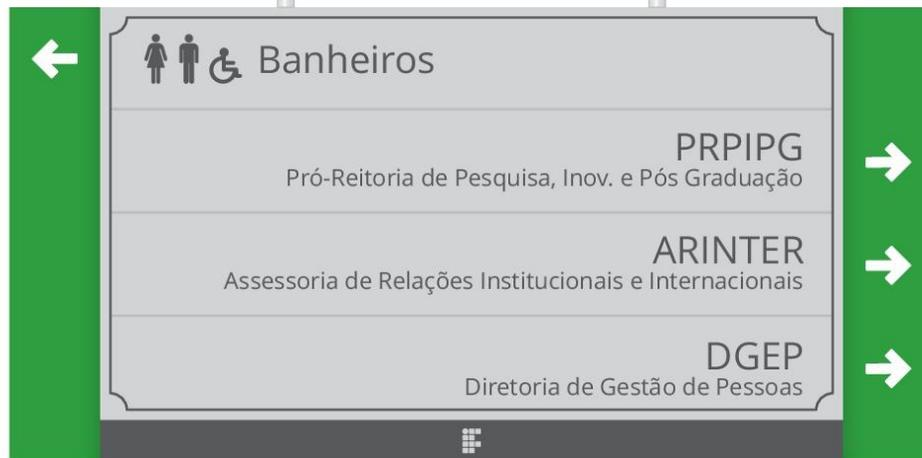 Banheiros
PRPIPG
Pró-Reitoria de Pesquisa, Inov. e Pós Graduação
ARINTER
Assessoria de Relações Institucionais e Internacionais
DGEP
Diretoria de Gestão de Pessoas